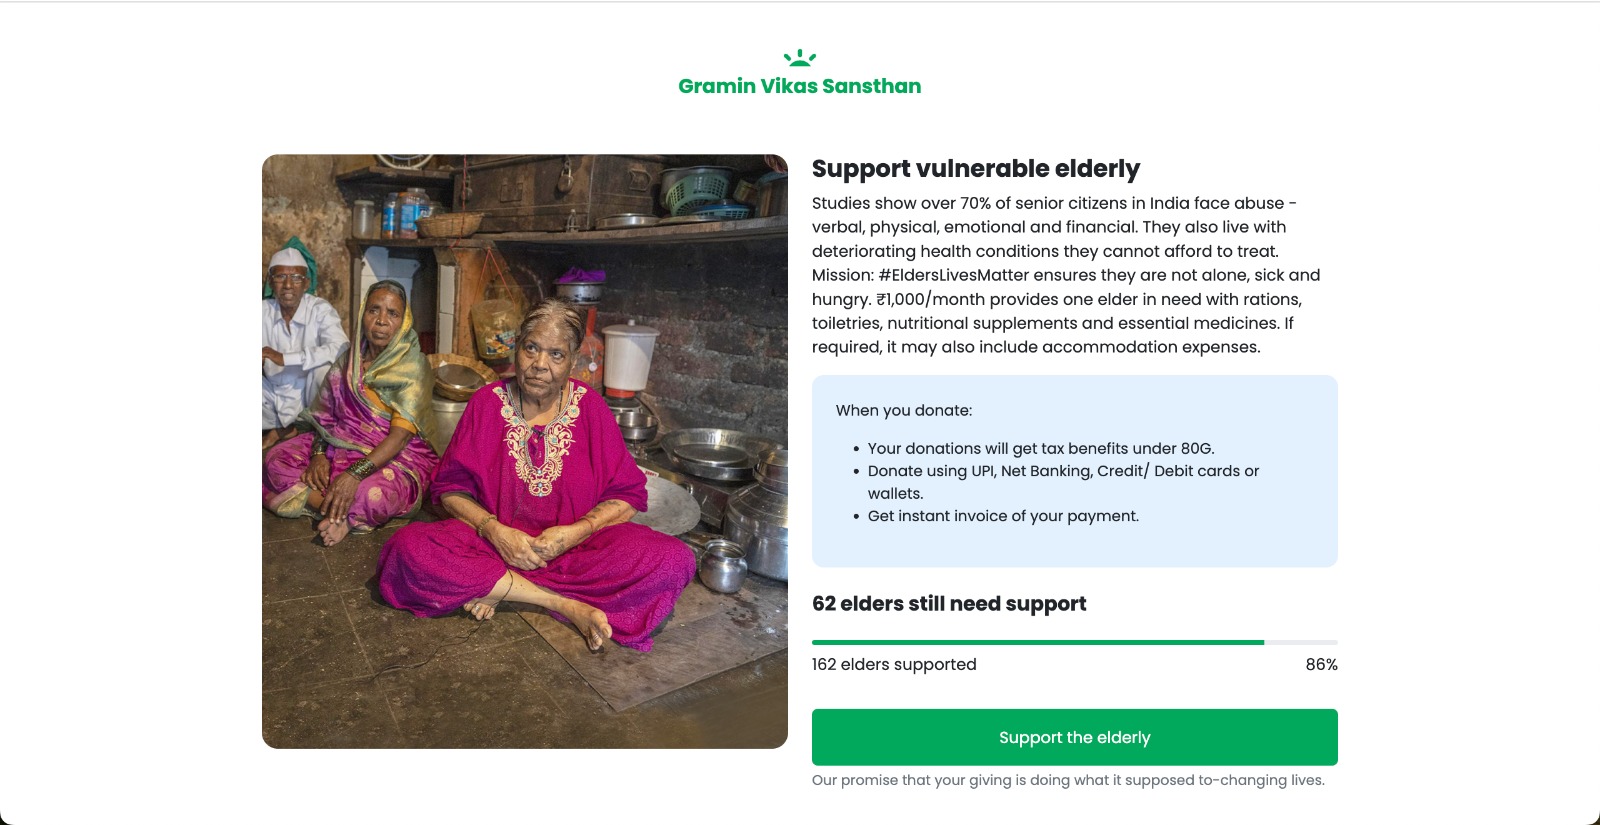 Gramin Vikas Sansthan
Support vulnerable elderly
Studies show over 70% of senior citizens in India face abuse -
verbal, physical, emotional and financial. They also live with
deteriorating health conditions they cannot afford to treat.
Mission: #EldersLivesMatter ensures they are not alone, sick and
hungry. ₹1,000/month provides one elder in need with rations,
toiletries, nutritional supplements and essential medicines. If
required, it may also include accommodation expenses.
When you donate:
• Your donations will get tax benefits under 80G.
• Donate using UPI, Net Banking, Credit/ Debit cards or
wallets.
• Get instant invoice of your payment.
62 elders still need support
162 elders supported 86%
Support the elderly
Our promise that your giving is doing what it supposed to-changing lives.